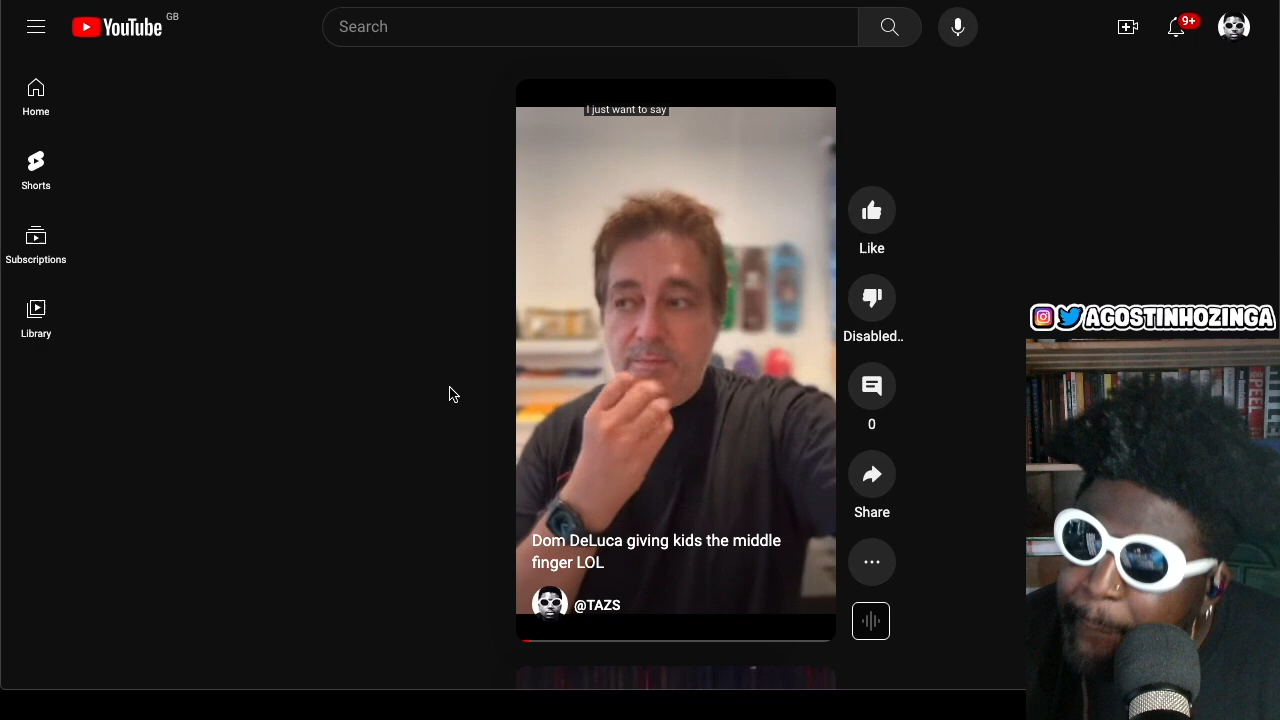 YouTube
GB
Search
9+
Home
Shorts
Subscriptions
Library
I just want to say
Like
Disabled..
0
Share
Dom DeLuca giving kids the middle
finger LOL
@TAZS
AGOSTINHOZINGA